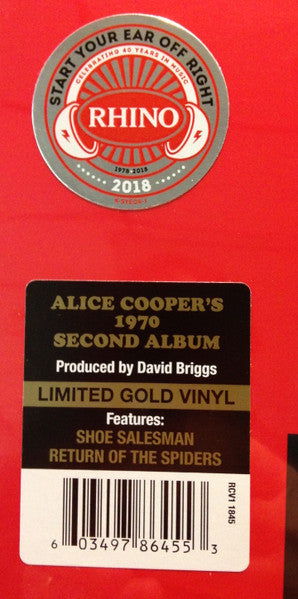 START YOUR EAR OFF RIGHT
CELEBRATING 40 YEARS IN MUSIC
RHINO
1978 2018
2018
ALICE COOPER'S
1970
SECOND ALBUM
Produced by David Briggs
LIMITED GOLD VINYL
Features:
SHOE SALESMAN
RETURN OF THE SPIDERS
RCV1 1845
6 03497 86455 3